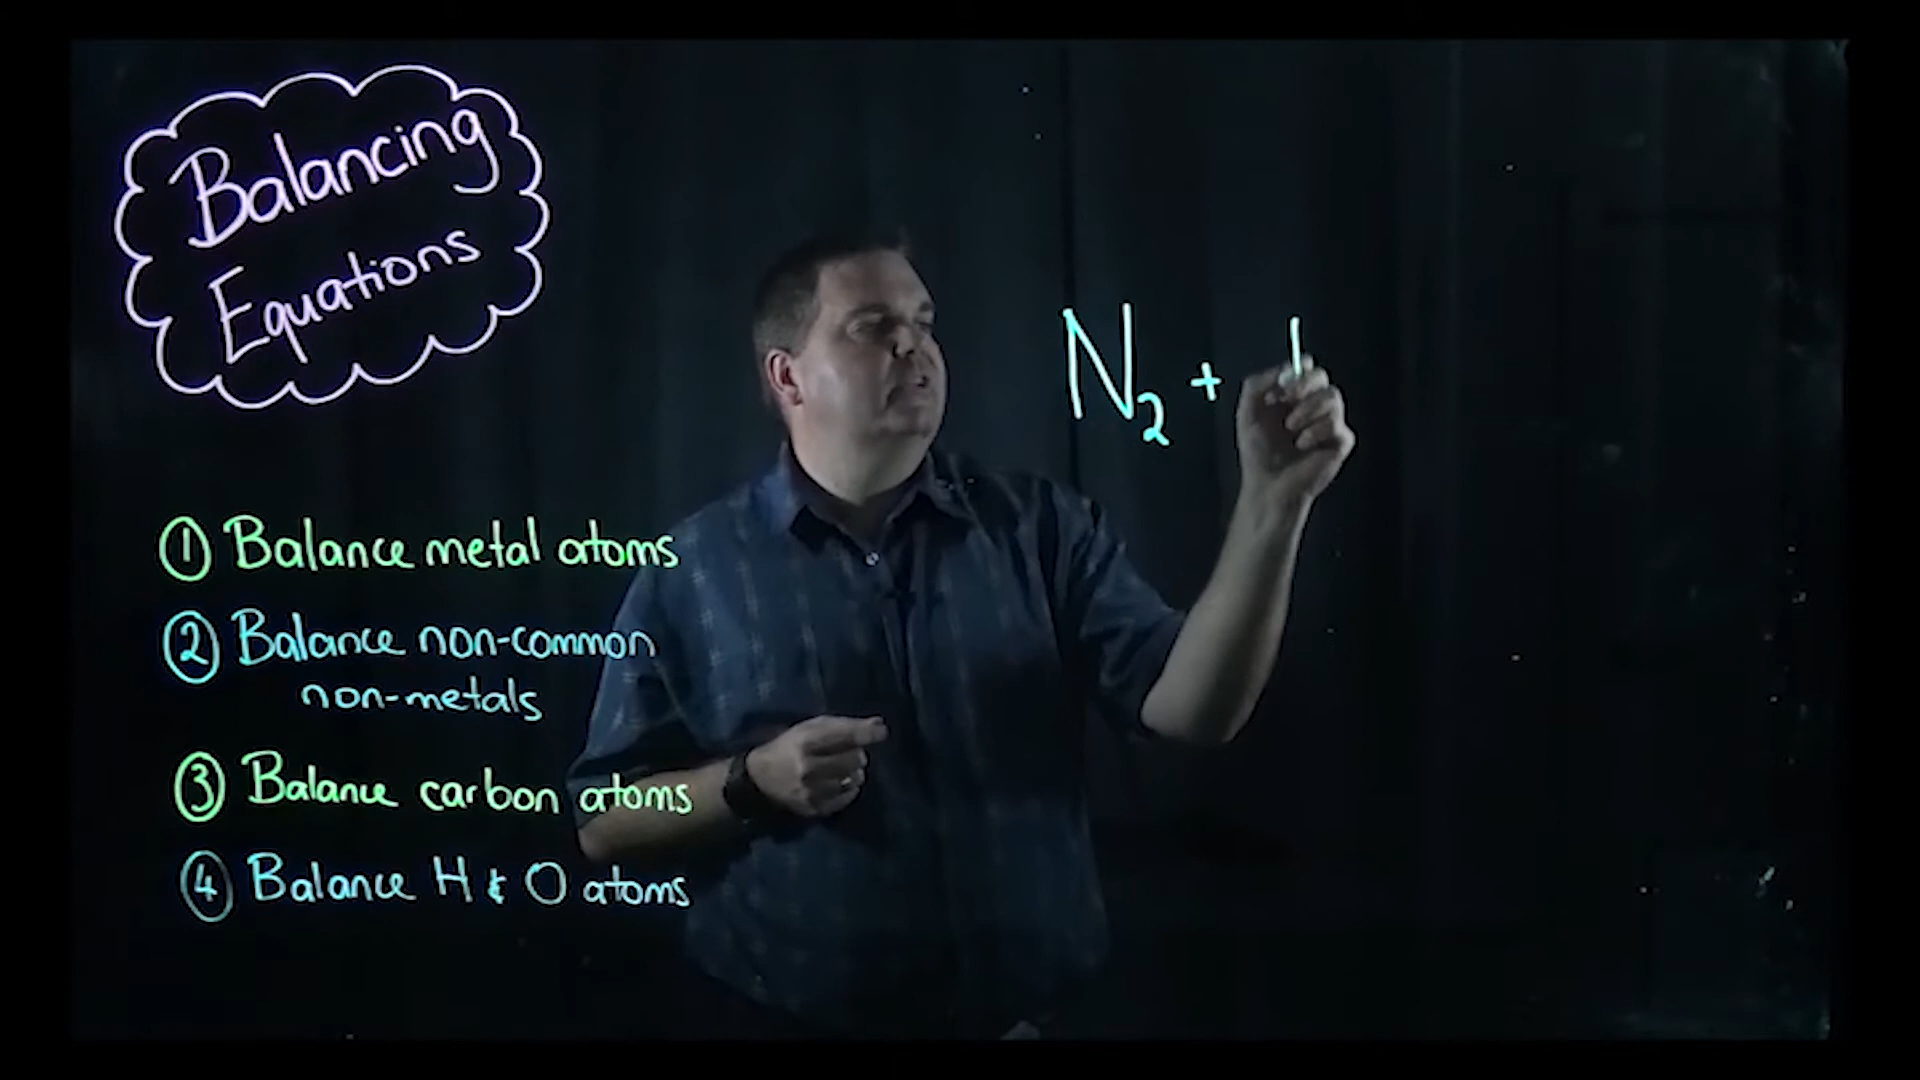 Balancing
Equations
N₂ +
① Balance metal atoms
② Balance non-common
non-metals
③ Balance carbon atoms
④ Balance H & O atoms